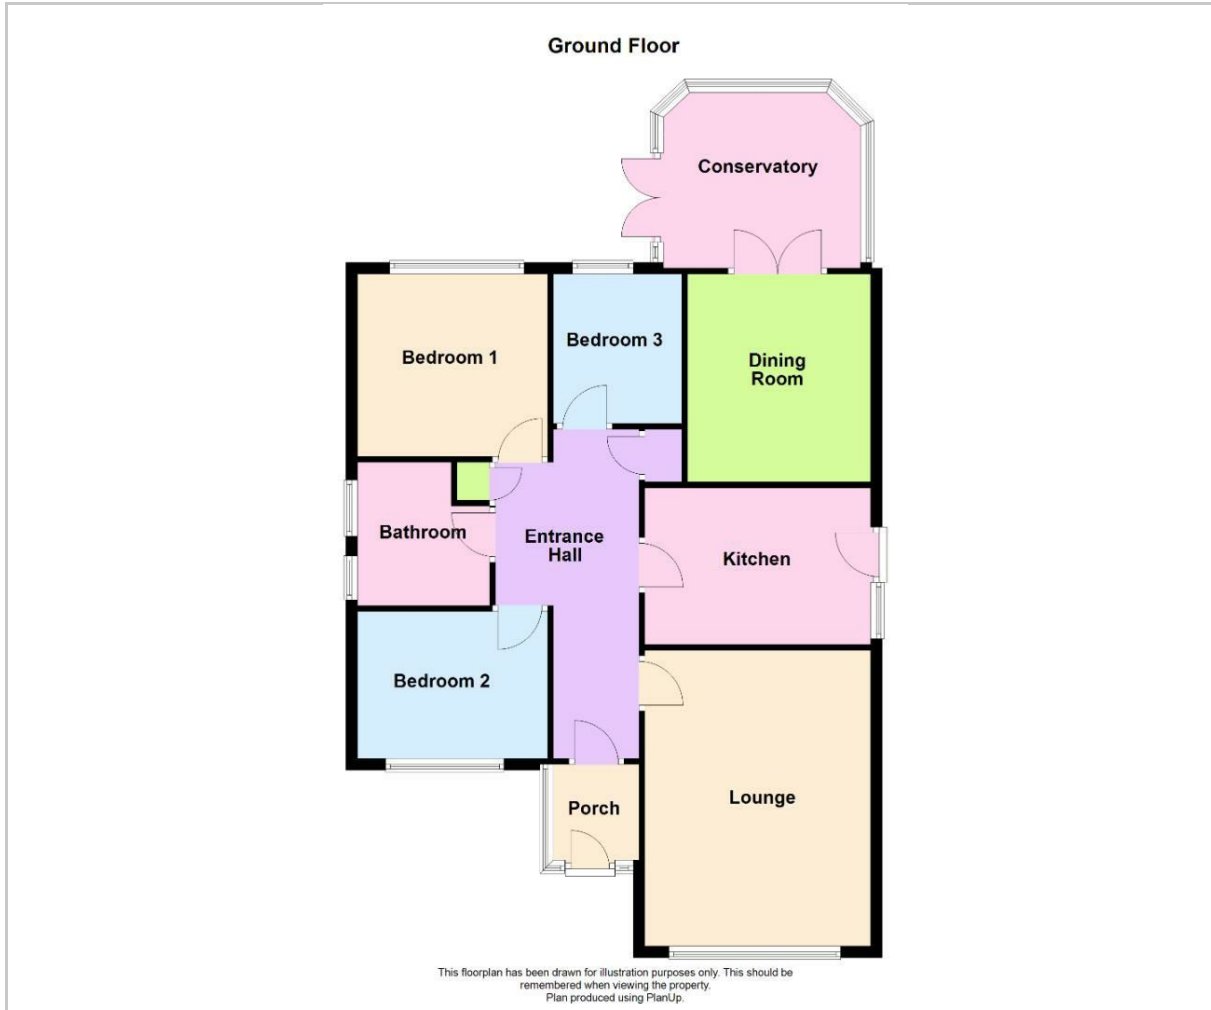 Ground Floor
Conservatory
Bedroom 1
Bedroom 3
Dining
Room
Bathroom
Entrance
Hall
Kitchen
Bedroom 2
Porch
Lounge
This floorplan has been drawn for illustration purposes only. This should be
remembered when viewing the property.
Plan produced using PlanUp.